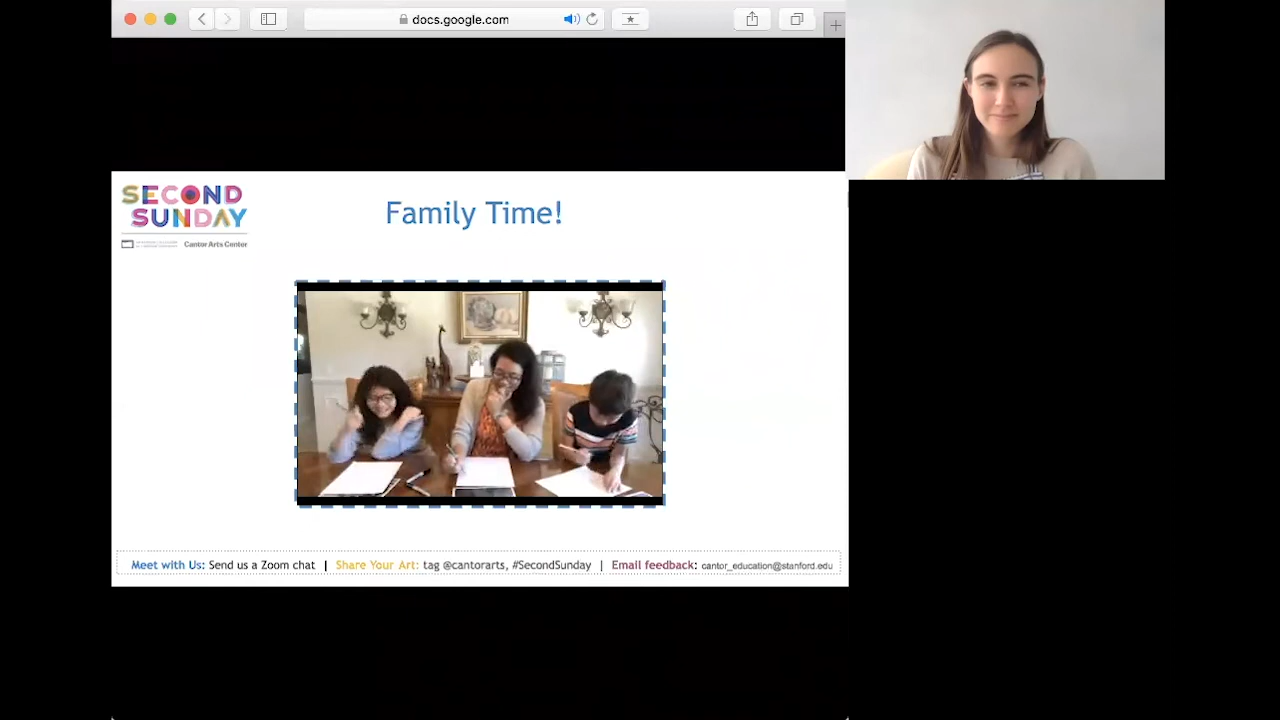 docs.google.com
SECOND
SUNDAY
Cantor Arts Center
Family Time!
Meet with Us: Send us a Zoom chat | Share Your Art: tag @cantorarts, #SecondSunday | Email feedback: cantor_education@stanford.edu